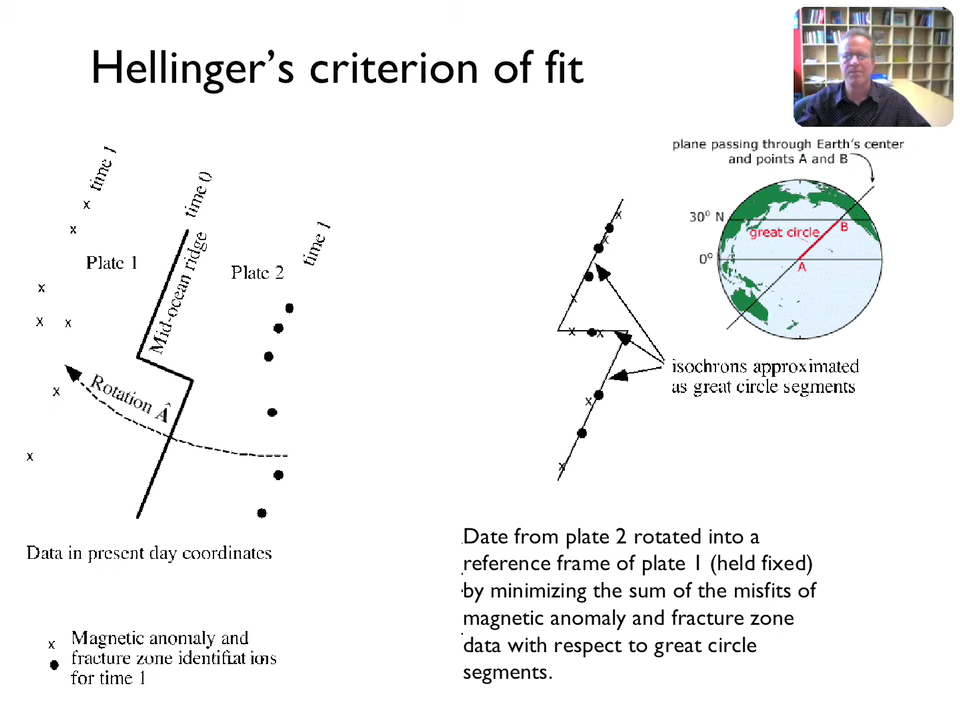 Hellinger's criterion of fit
plane passing through Earth's center
and points A and B
time 1
time 0
time 1
Plate 1
Mid-ocean ridge
Plate 2
Rotation Â
30° N
B
great circle
0°
A
isochrons approximated
as great circle segments
Data in present day coordinates
Date from plate 2 rotated into a
reference frame of plate 1 (held fixed)
by minimizing the sum of the misfits of
magnetic anomaly and fracture zone
data with respect to great circle
segments.
x Magnetic anomaly and
fracture zone identifiat ions
for time 1